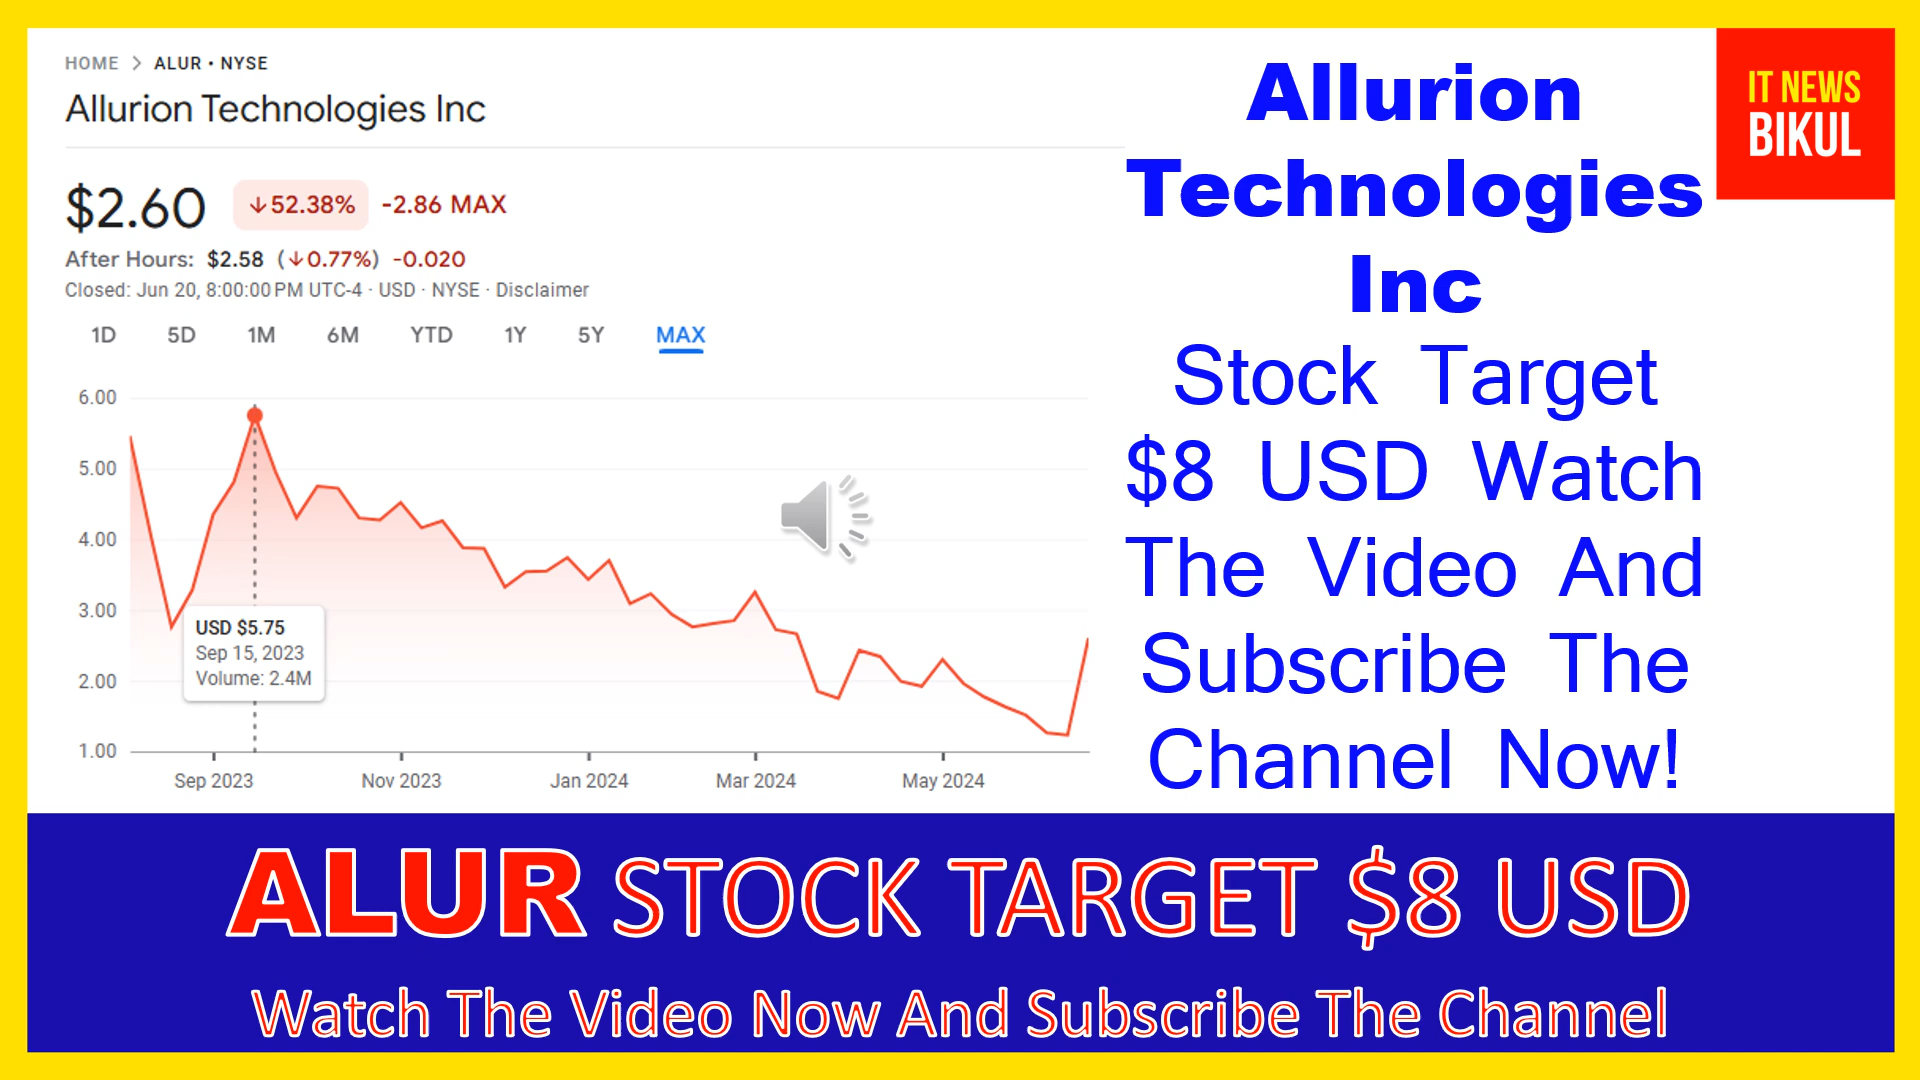 HOME > ALUR • NYSE
Allurion Technologies Inc
$2.60 ↓52.38% -2.86 MAX
After Hours: $2.58 (↓0.77%) -0.020
Closed: Jun 20, 8:00:00 PM UTC-4 · USD · NYSE · Disclaimer
1D 5D 1M 6M YTD 1Y 5Y MAX
6.00
5.00
4.00
3.00
2.00
1.00
USD $5.75
Sep 15, 2023
Volume: 2.4M
Sep 2023 Nov 2023 Jan 2024 Mar 2024 May 2024
Allurion
Technologies
Inc
Stock Target
$8 USD Watch
The Video And
Subscribe The
Channel Now!
IT NEWS
BIKUL
ALUR STOCK TARGET $8 USD
Watch The Video Now And Subscribe The Channel